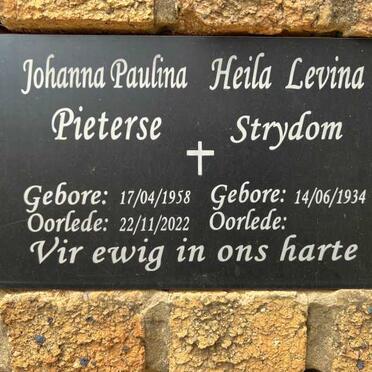 Johanna Paulina Heila Levina
Pieterse Strydom
Gebore: 17/04/1958 Gebore: 14/06/1934
Oorlede: 22/11/2022 Oorlede:
Vir ewig in ons harte